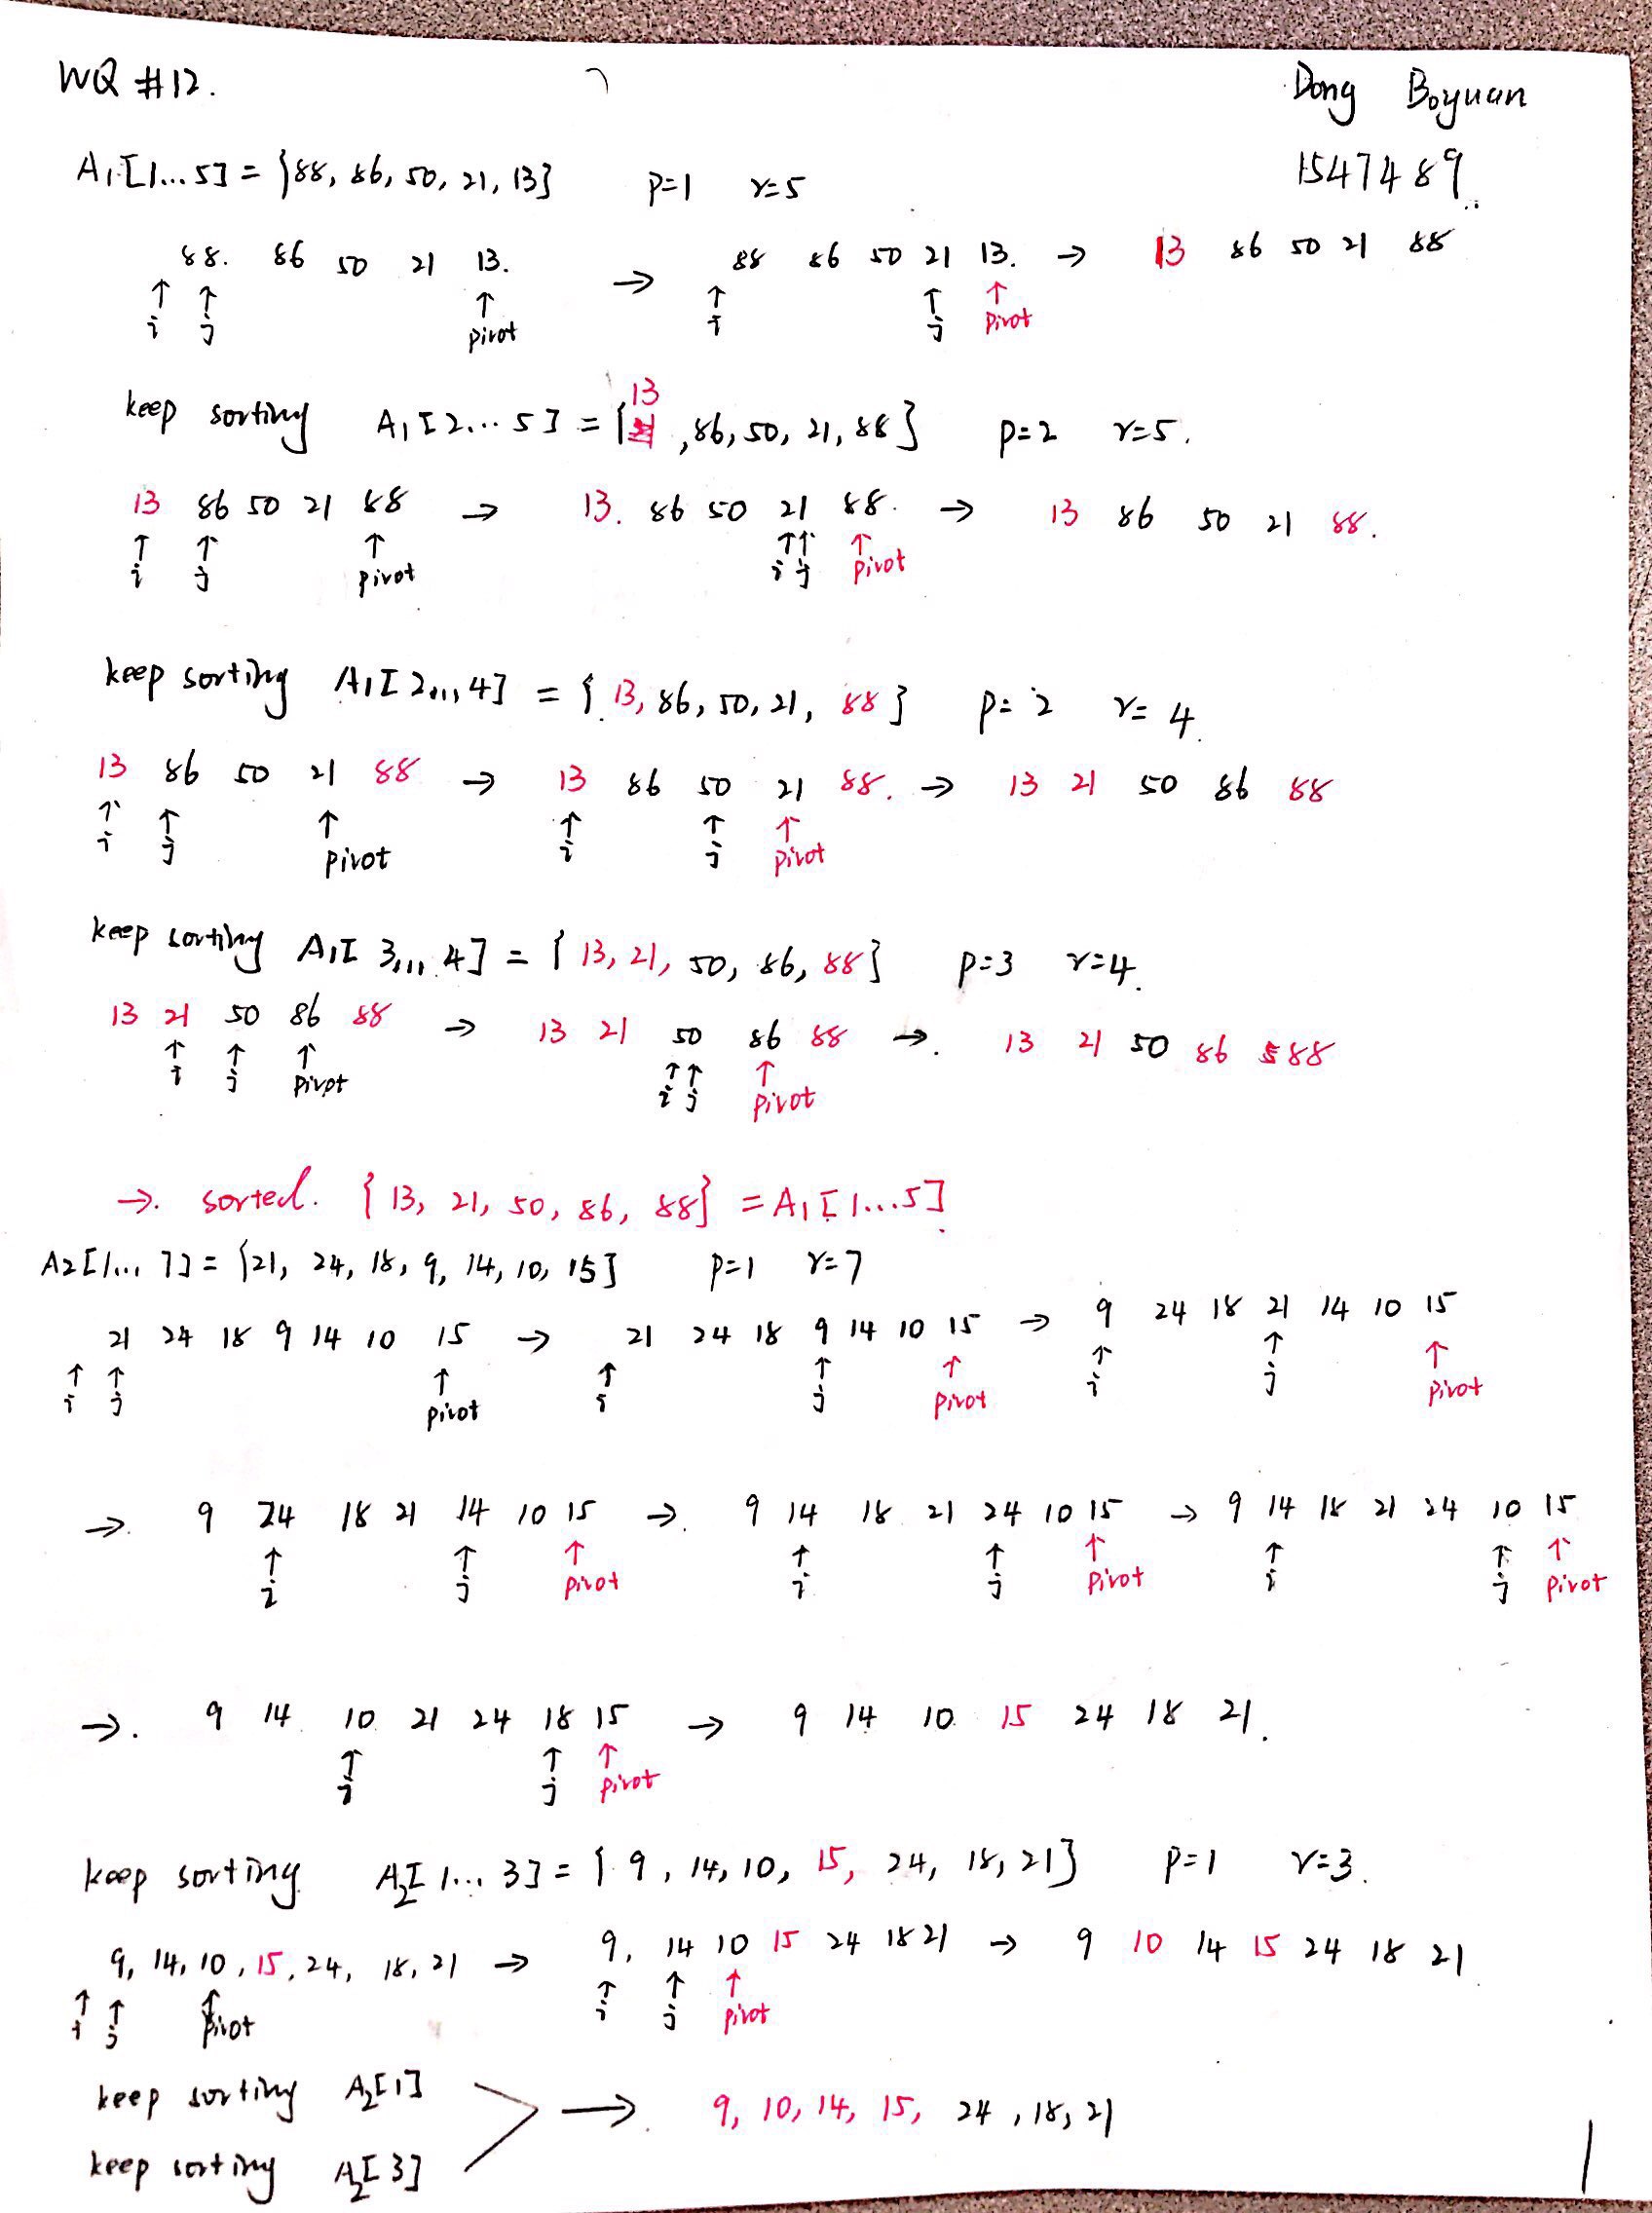 WQ #12.
Dong Boyuan
1547489
A1[1...5] = {88, 86, 50, 21, 13} p=1 r=5
88. 86 50 21 13. → 88 86 50 21 13. → 13 86 50 21 88
↑ ↑ ↑ ↑ ↑ ↑
i j pivot i j pivot
keep sorting A1[2...5] = {13, 86, 50, 21, 88} p=2 r=5.
13 86 50 21 88 → 13. 86 50 21 88. → 13 86 50 21 88.
↑ ↑ ↑ ↑↑ ↑
i j pivot i j pivot
keep sorting A1[2...4] = {13, 86, 50, 21, 88} p=2 r=4.
13 86 50 21 88 → 13 86 50 21 88. → 13 21 50 86 88
↑ ↑ ↑ ↑ ↑ ↑
i j pivot i j pivot
keep sorting A1[3...4] = {13, 21, 50, 86, 88} p=3 r=4.
13 21 50 86 88 → 13 21 50 86 88 →. 13 21 50 86 88
↑ ↑ ↑ ↑↑ ↑
i j pivot i j pivot
→. sorted. {13, 21, 50, 86, 88} = A1[1...5]
A2[1...7] = {21, 24, 18, 9, 14, 10, 15} p=1 r=7
21 24 18 9 14 10 15 → 21 24 18 9 14 10 15 → 9 24 18 21 14 10 15
↑ ↑ ↑ ↑ ↑ ↑ ↑ ↑ ↑
i j pivot i j pivot i j pivot
→. 9 24 18 21 14 10 15 →. 9 14 18 21 24 10 15 → 9 14 18 21 24 10 15
↑ ↑ ↑ ↑ ↑ ↑ ↑ ↑ ↑
i j pivot i j pivot i j pivot
→. 9 14 10 21 24 18 15 → 9 14 10 15 24 18 21.
↑ ↑ ↑
i j pivot
keep sorting A2[1...3] = {9, 14, 10, 15, 24, 18, 21} p=1 r=3.
9, 14, 10, 15, 24, 18, 21 → 9, 14 10 15 24 18 21 → 9 10 14 15 24 18 21
↑ ↑ ↑ ↑ ↑ ↑
i j pivot i j pivot
keep sorting A2[1]
→. 9, 10, 14, 15, 24, 18, 21
keep sorting A2[3]
1